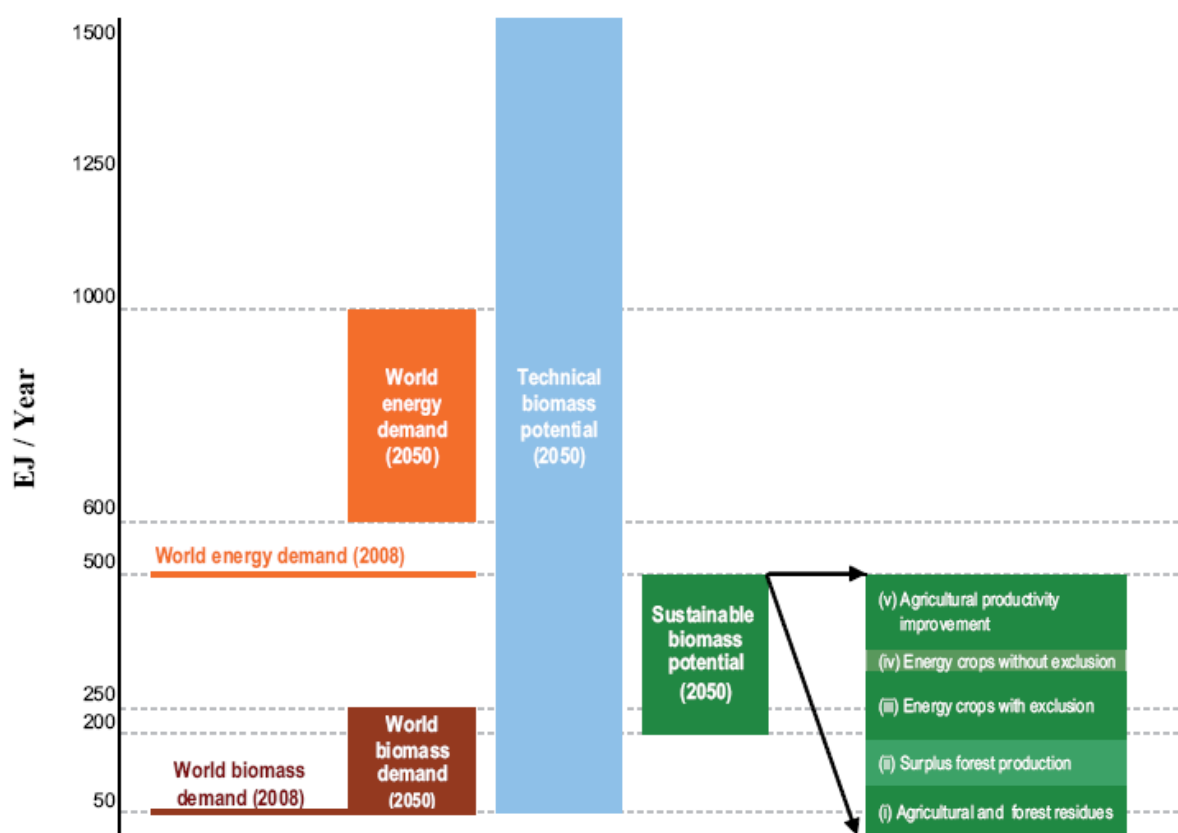 1500
1250
1000
600
500
250
200
50
EJ / Year
World
energy
demand
(2050)
World energy demand (2008)
World
biomass
demand
(2050)
World biomass
demand (2008)
Technical
biomass
potential
(2050)
Sustainable
biomass
potential
(2050)
(v) Agricultural productivity
improvement
(iv) Energy crops without exclusion
(iii) Energy crops with exclusion
(ii) Surplus forest production
(i) Agricultural and forest residues